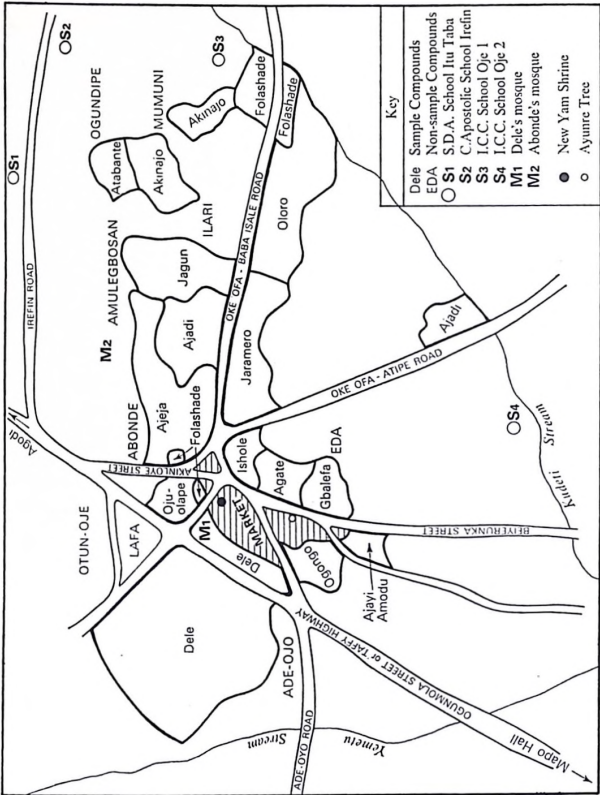 S1
S2
S3
IREFIN ROAD
Agodi
OTUN-OJE
LAFA
AKINLOYE STREET
ABONDE
M2
AMULEGBOSAN
OGUNDIPE
MUMUNI
Atabante
Akinajo
Akinajo
Folashade
Folashade
ILARI
Jagun
Ajadi
Ajeja
Folashade
Oju-
olape
M1
OKE OFA - BABA ISALE ROAD
Oloro
Jaramero
Ishole
EDA
Agate
Gbalefa
MARKET
Dele
Dele
Ogongo
Ajayi
Amodu
ADE-OJO
ADE-OYO ROAD
OGUNMOLA STREET or TAFFY HIGHWAY
Mapo Hall
Yemetu
Stream
BEIYERUNKA STREET
OKE OFA - ATIPE ROAD
Ajadi
S4
Kudeti
Stream
Key
Dele Sample Compounds
EDA Non-sample Compounds
S1 S.D.A. School Itu Taba
S2 C.Apostolic School Irefin
S3 I.C.C. School Oje 1
S4 I.C.C. School Oje 2
M1 Dele's mosque
M2 Abonde's mosque
New Yam Shrine
Ayunre Tree